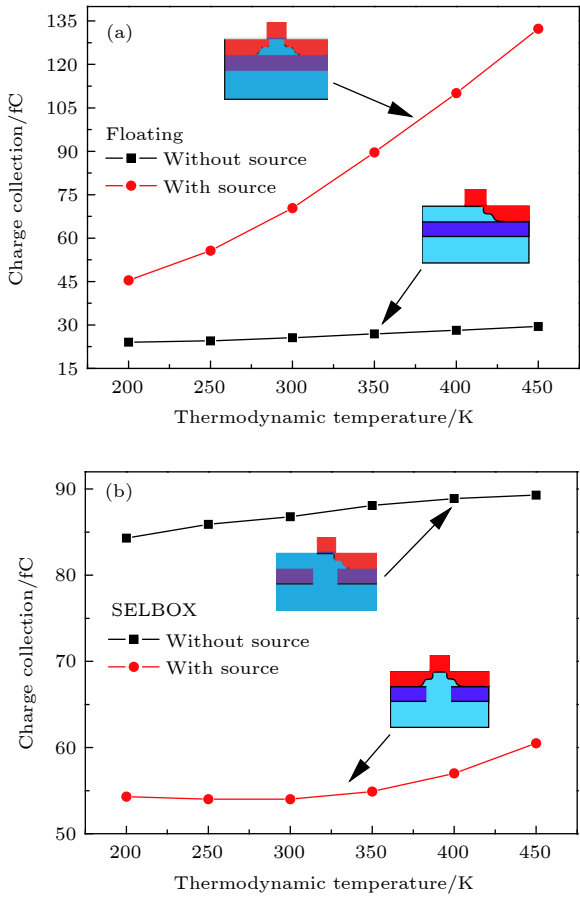 (a)
135
120
105
90
75
60
45
30
15
Charge collection/fC
Floating
Without source
With source
200 250 300 350 400 450
Thermodynamic temperature/K
(b)
90
80
70
60
50
Charge collection/fC
SELBOX
Without source
With source
200 250 300 350 400 450
Thermodynamic temperature/K